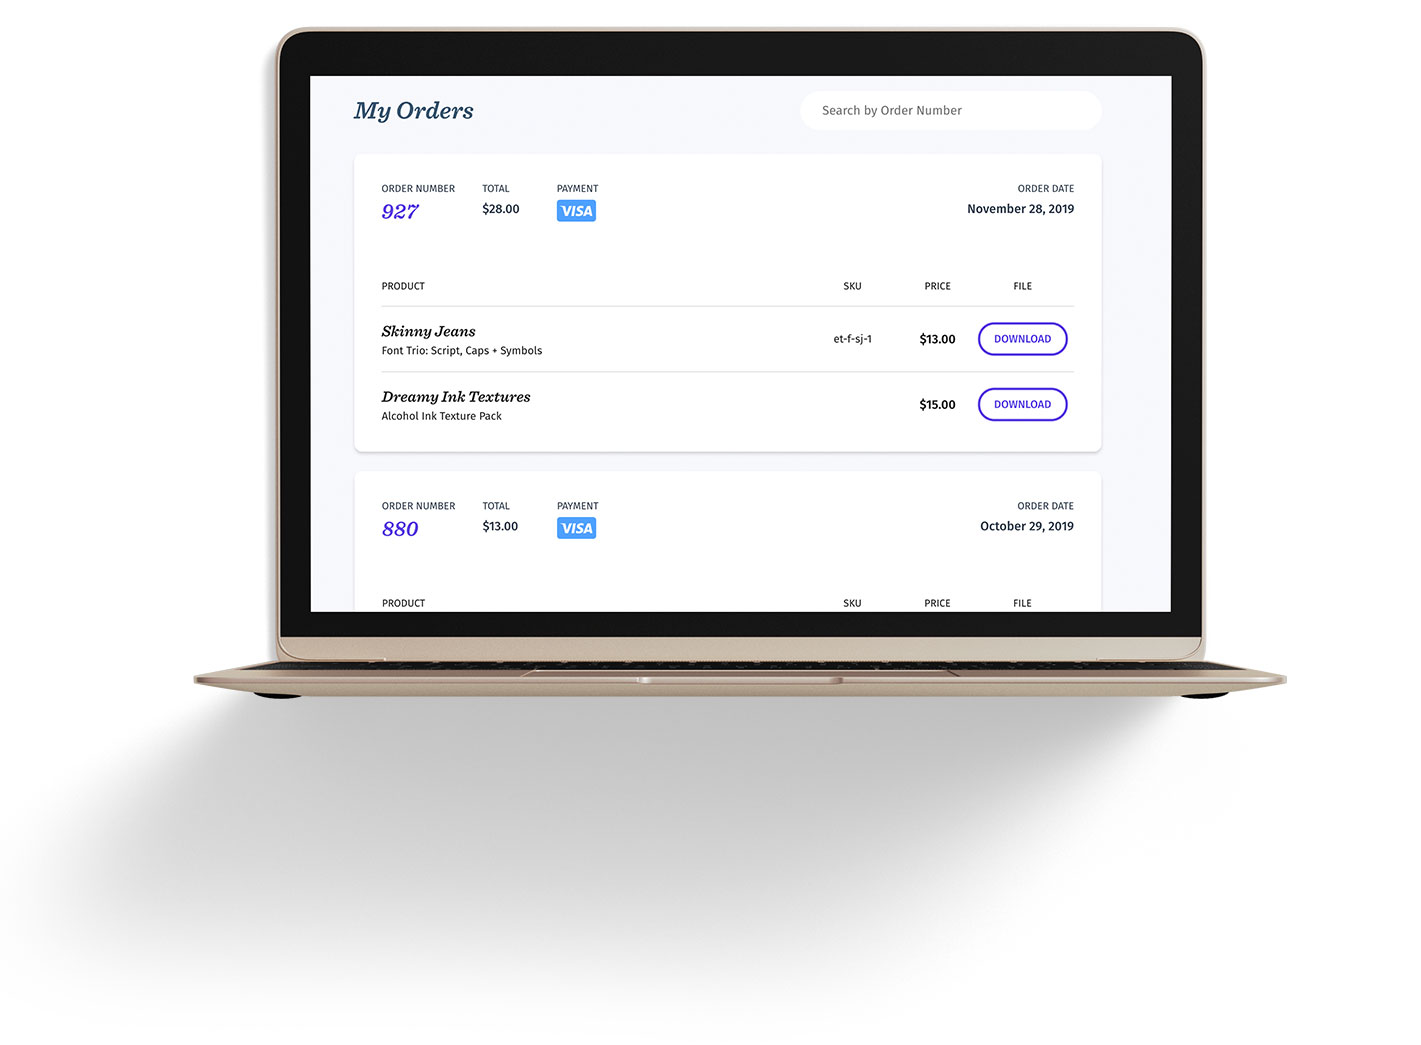 My Orders
Search by Order Number
ORDER NUMBER TOTAL PAYMENT ORDER DATE
927 $28.00 VISA November 28, 2019
PRODUCT SKU PRICE FILE
Skinny Jeans
Font Trio: Script, Caps + Symbols
et-f-sj-1 $13.00 DOWNLOAD
Dreamy Ink Textures
Alcohol Ink Texture Pack
$15.00 DOWNLOAD
ORDER NUMBER TOTAL PAYMENT ORDER DATE
880 $13.00 VISA October 29, 2019
PRODUCT SKU PRICE FILE